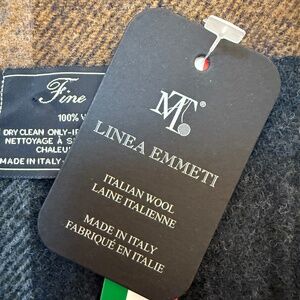 Fine
100%
DRY CLEAN ONLY-
NETTOYAGE À S
CHALEU
MADE IN ITALY-
MT
LINEA EMMETI
ITALIAN WOOL
LAINE ITALIENNE
MADE IN ITALY
FABRIQUÉ EN ITALIE